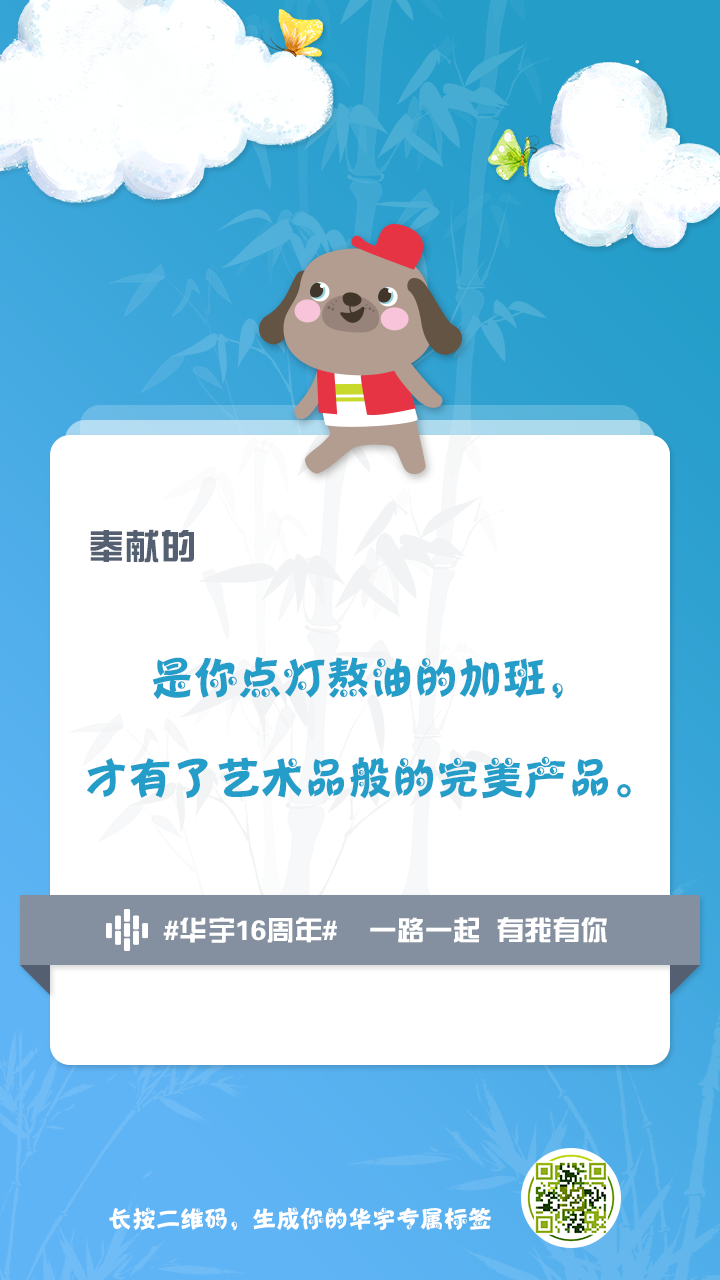 奉献的
是你点灯熬油的加班，
才有了艺术品般的完美产品。
#华宇16周年# 一路一起 有我有你
长按二维码，生成你的华宇专属标签